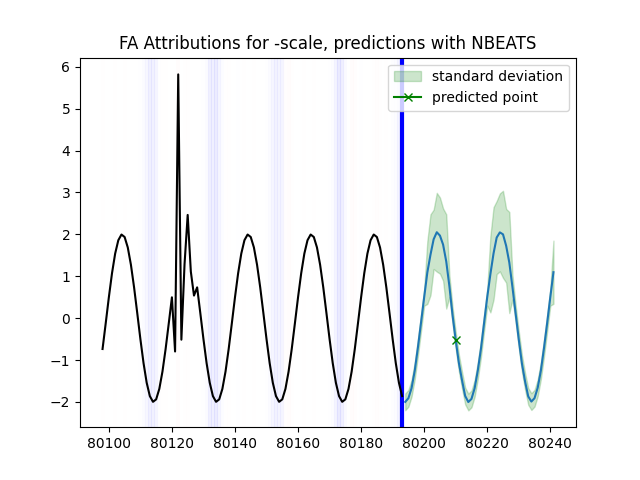 FA Attributions for -scale, predictions with NBEATS
standard deviation
predicted point
6
5
4
3
2
1
0
−1
−2
80100 80120 80140 80160 80180 80200 80220 80240